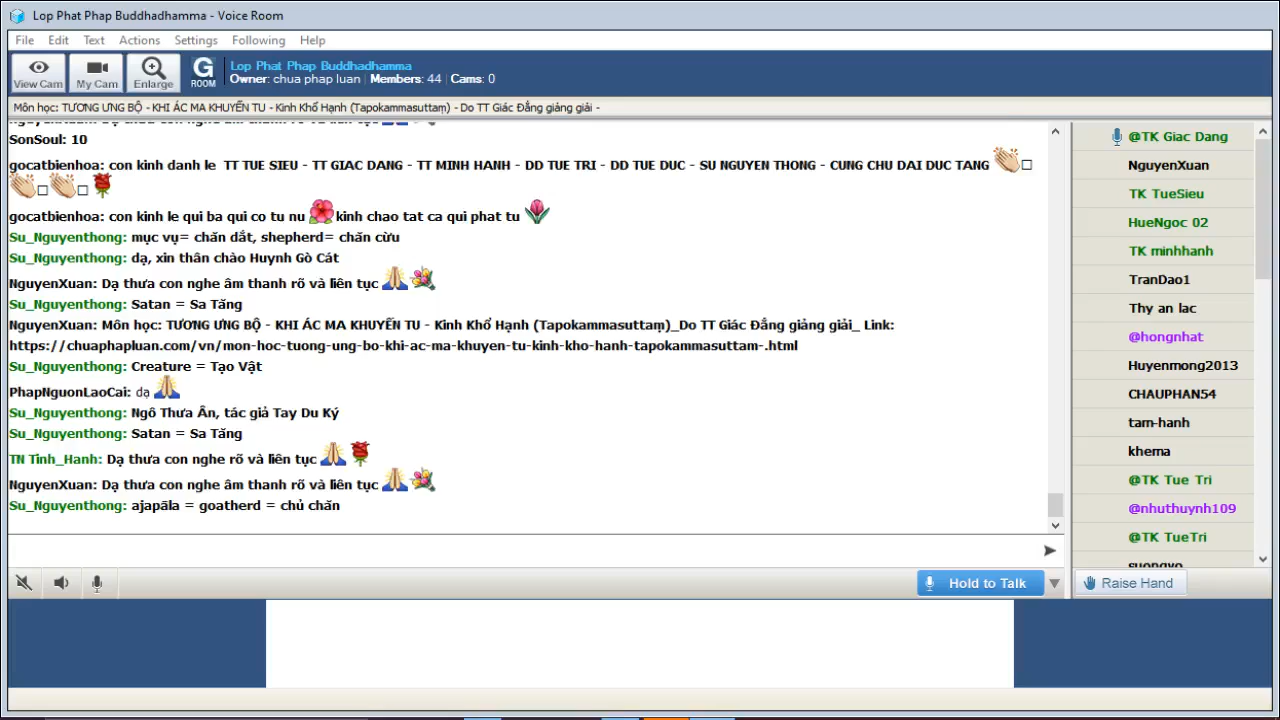 Lop Phat Phap Buddhadhamma - Voice Room
File Edit Text Actions Settings Following Help
View Cam My Cam Enlarge G ROOM
Lop Phat Phap Buddhadhamma
Owner: chua phap luan | Members: 44 | Cams: 0
Môn học: TƯƠNG ƯNG BỘ - KHI ÁC MA KHUYẾN TU - Kinh Khổ Hạnh (Tapokammasuttaṃ) - Do TT Giác Đẳng giảng giải -
NguyenXuan: Dạ thưa con nghe âm thanh rõ và liên tục
SonSoul: 10
gocatbienhoa: con kinh danh le TT TUE SIEU - TT GIAC DANG - TT MINH HANH - DD TUE TRI - DD TUE DUC - SU NGUYEN THONG - CUNG CHU DAI DUC TANG
gocatbienhoa: con kinh le qui ba qui co tu nu kinh chao tat ca qui phat tu
Su_Nguyenthong: mục vụ= chăn dắt, shepherd= chăn cừu
Su_Nguyenthong: dạ, xin thân chào Huynh Gò Cát
NguyenXuan: Dạ thưa con nghe âm thanh rõ và liên tục
Su_Nguyenthong: Satan = Sa Tăng
NguyenXuan: Môn học: TƯƠNG ƯNG BỘ - KHI ÁC MA KHUYẾN TU - Kinh Khổ Hạnh (Tapokammasuttaṃ)_Do TT Giác Đẳng giảng giải_ Link:
https://chuaphapluan.com/vn/mon-hoc-tuong-ung-bo-khi-ac-ma-khuyen-tu-kinh-kho-hanh-tapokammasuttam-.html
Su_Nguyenthong: Creature = Tạo Vật
PhapNguonLaoCai: dạ
Su_Nguyenthong: Ngô Thưa Ân, tác giả Tay Du Ký
Su_Nguyenthong: Satan = Sa Tăng
TN Tinh_Hanh: Dạ thưa con nghe rõ và liên tục
NguyenXuan: Dạ thưa con nghe âm thanh rõ và liên tục
Su_Nguyenthong: ajapāla = goatherd = chủ chăn
@TK Giac Dang
NguyenXuan
TK TueSieu
HueNgoc 02
TK minhhanh
TranDao1
Thy an lac
@hongnhat
Huyenmong2013
CHAUPHAN54
tam-hanh
khema
@TK Tue Tri
@nhuthuynh109
@TK TueTri
Hold to Talk
Raise Hand